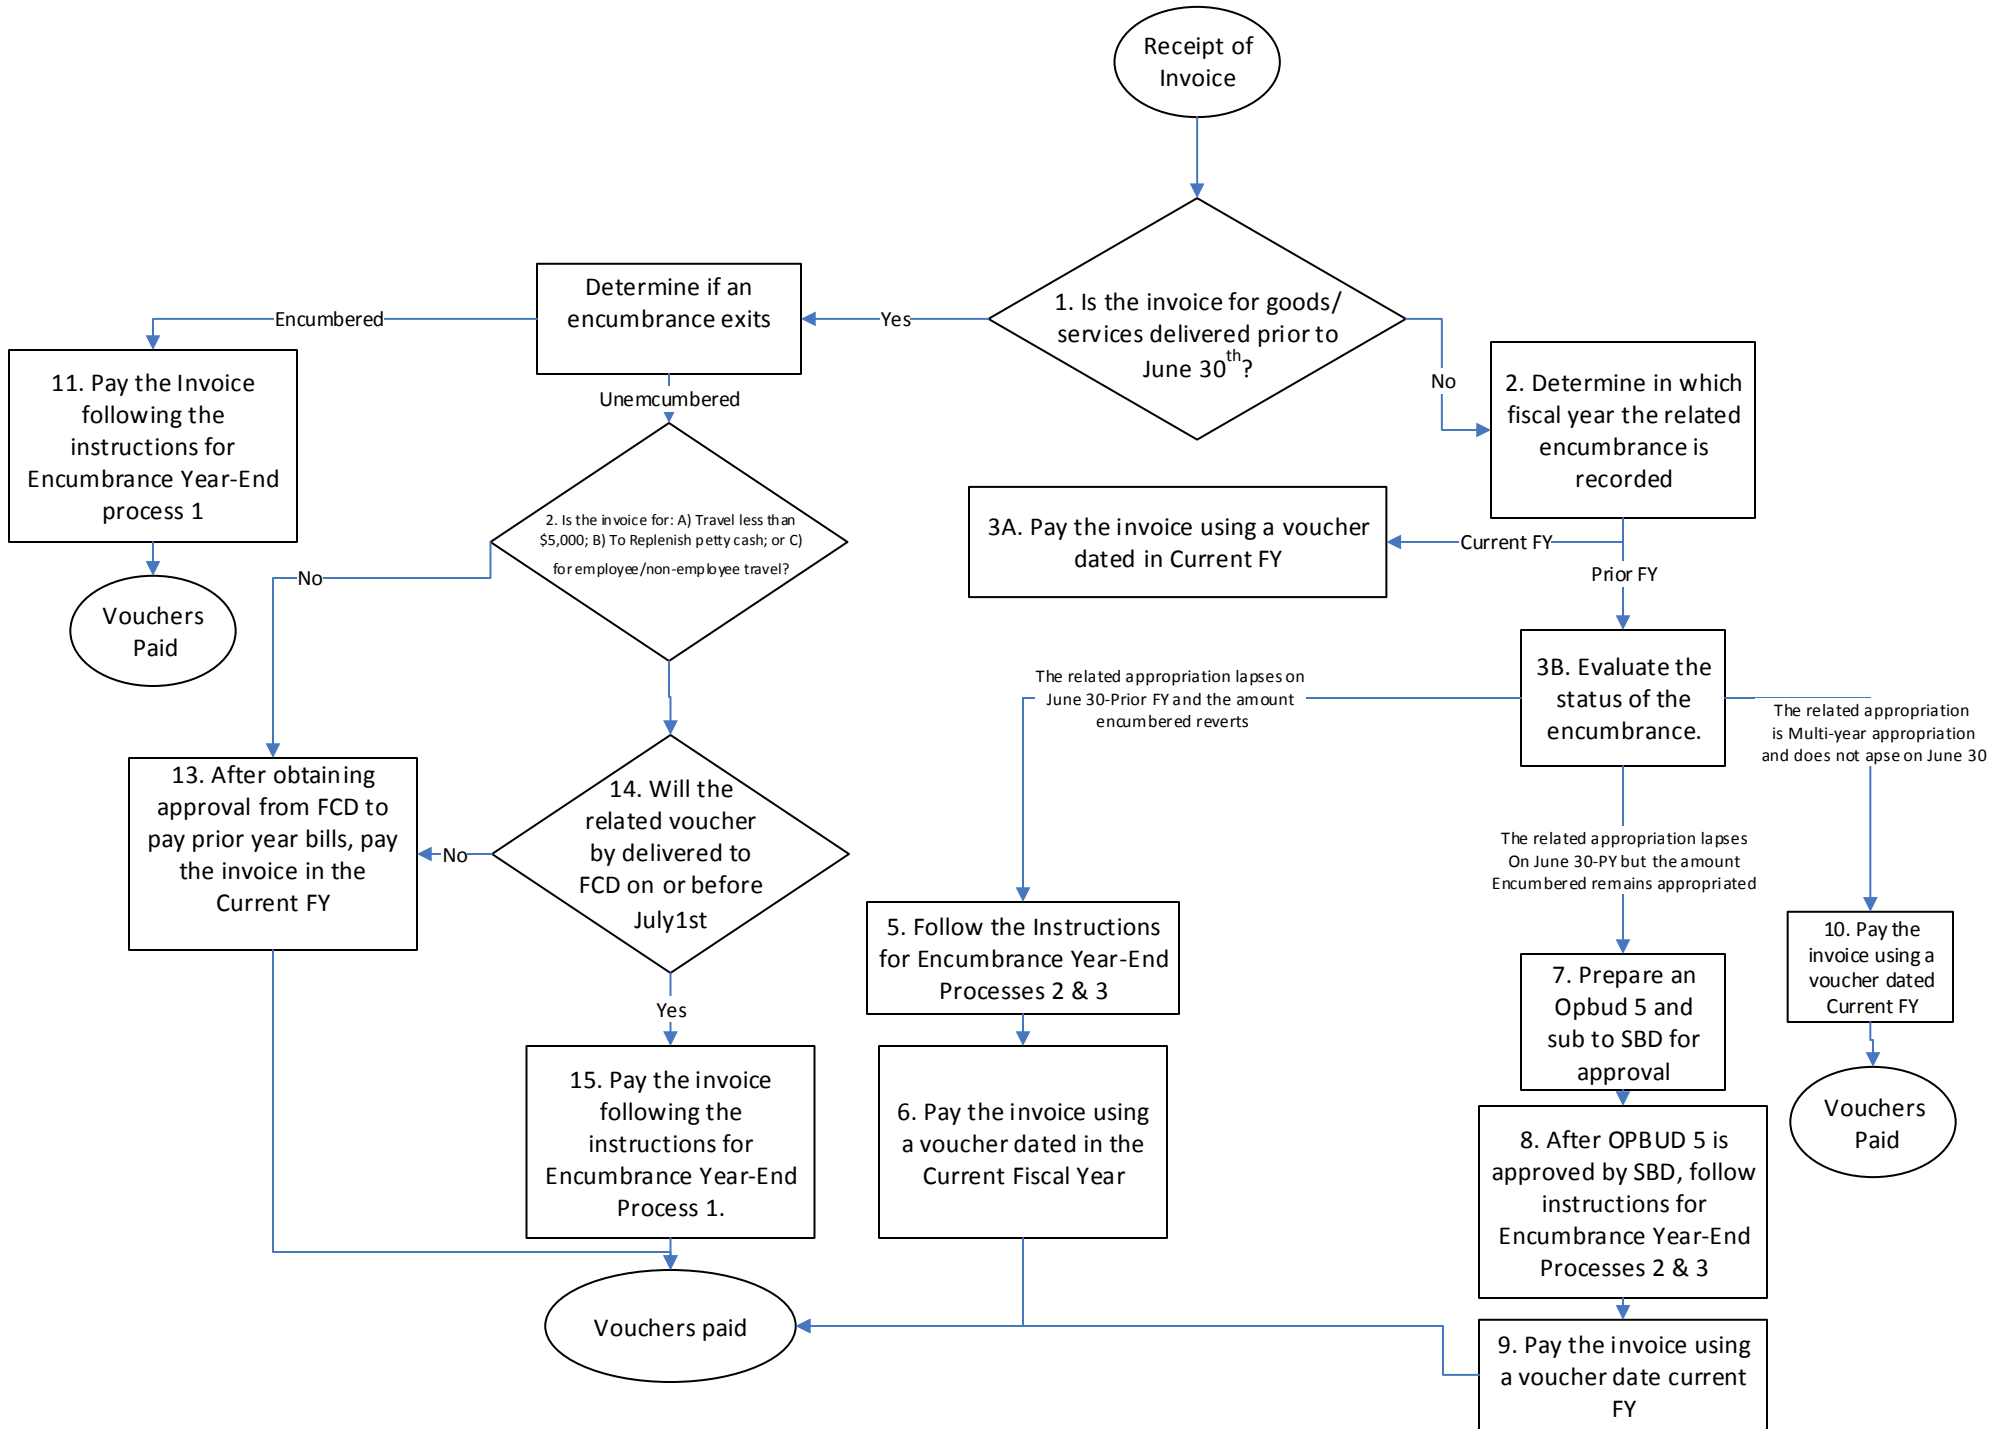 Receipt of
Invoice
1. Is the invoice for goods/
services delivered prior to
June 30th?
Yes
No
Determine if an
encumbrance exits
Encumbered
Unemcumbered
11. Pay the Invoice
following the
instructions for
Encumbrance Year-End
process 1
Vouchers
Paid
2. Is the invoice for: A) Travel less than
$5,000; B) To Replenish petty cash; or C)
for employee/non-employee travel?
No
13. After obtaining
approval from FCD to
pay prior year bills, pay
the invoice in the
Current FY
14. Will the
related voucher
by delivered to
FCD on or before
July1st
No
Yes
15. Pay the invoice
following the
instructions for
Encumbrance Year-End
Process 1.
Vouchers paid
2. Determine in which
fiscal year the related
encumbrance is
recorded
Current FY
Prior FY
3A. Pay the invoice using a voucher
dated in Current FY
3B. Evaluate the
status of the
encumbrance.
The related appropriation lapses on
June 30-Prior FY and the amount
encumbered reverts
The related appropriation
is Multi-year appropriation
and does not apse on June 30
The related appropriation lapses
On June 30-PY but the amount
Encumbered remains appropriated
5. Follow the Instructions
for Encumbrance Year-End
Processes 2 & 3
6. Pay the invoice using
a voucher dated in the
Current Fiscal Year
7. Prepare an
Opbud 5 and
sub to SBD for
approval
8. After OPBUD 5 is
approved by SBD, follow
instructions for
Encumbrance Year-End
Processes 2 & 3
9. Pay the invoice using
a voucher date current
FY
10. Pay the
invoice using a
voucher dated
Current FY
Vouchers
Paid